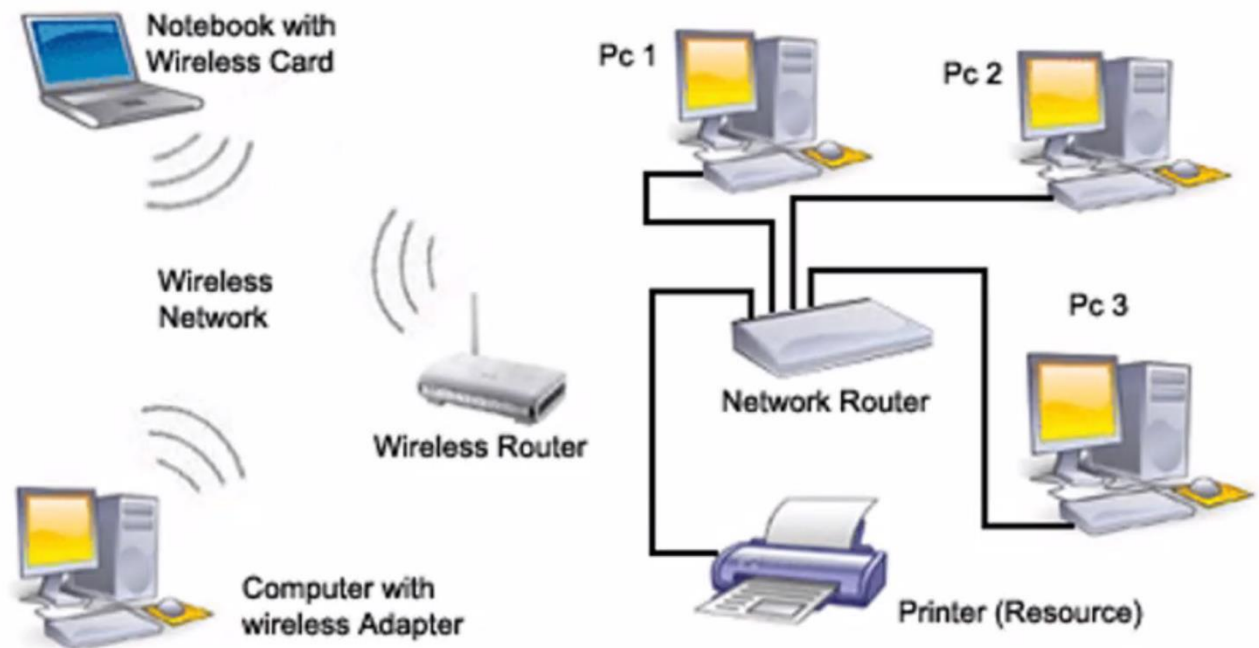 Notebook with
Wireless Card
Pc 1
Pc 2
Wireless
Network
Pc 3
Wireless Router
Network Router
Computer with
wireless Adapter
Printer (Resource)